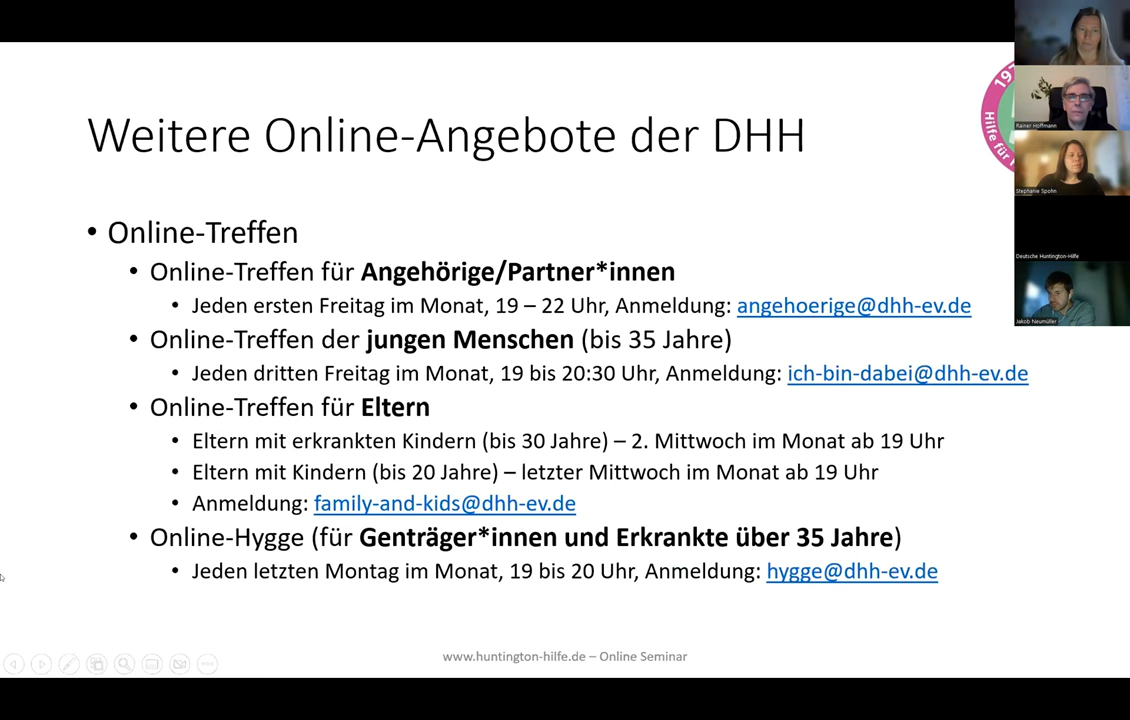 Weitere Online-Angebote der DHH
• Online-Treffen
• Online-Treffen für Angehörige/Partner*innen
• Jeden ersten Freitag im Monat, 19 – 22 Uhr, Anmeldung: angehoerige@dhh-ev.de
• Online-Treffen der jungen Menschen (bis 35 Jahre)
• Jeden dritten Freitag im Monat, 19 bis 20:30 Uhr, Anmeldung: ich-bin-dabei@dhh-ev.de
• Online-Treffen für Eltern
• Eltern mit erkrankten Kindern (bis 30 Jahre) – 2. Mittwoch im Monat ab 19 Uhr
• Eltern mit Kindern (bis 20 Jahre) – letzter Mittwoch im Monat ab 19 Uhr
• Anmeldung: family-and-kids@dhh-ev.de
• Online-Hygge (für Genträger*innen und Erkrankte über 35 Jahre)
• Jeden letzten Montag im Monat, 19 bis 20 Uhr, Anmeldung: hygge@dhh-ev.de
www.huntington-hilfe.de – Online Seminar
Hilfe für
Rainer Hoffmann
Stephanie Spohn
Deutsche Huntington-Hilfe
Jakob Neumüller